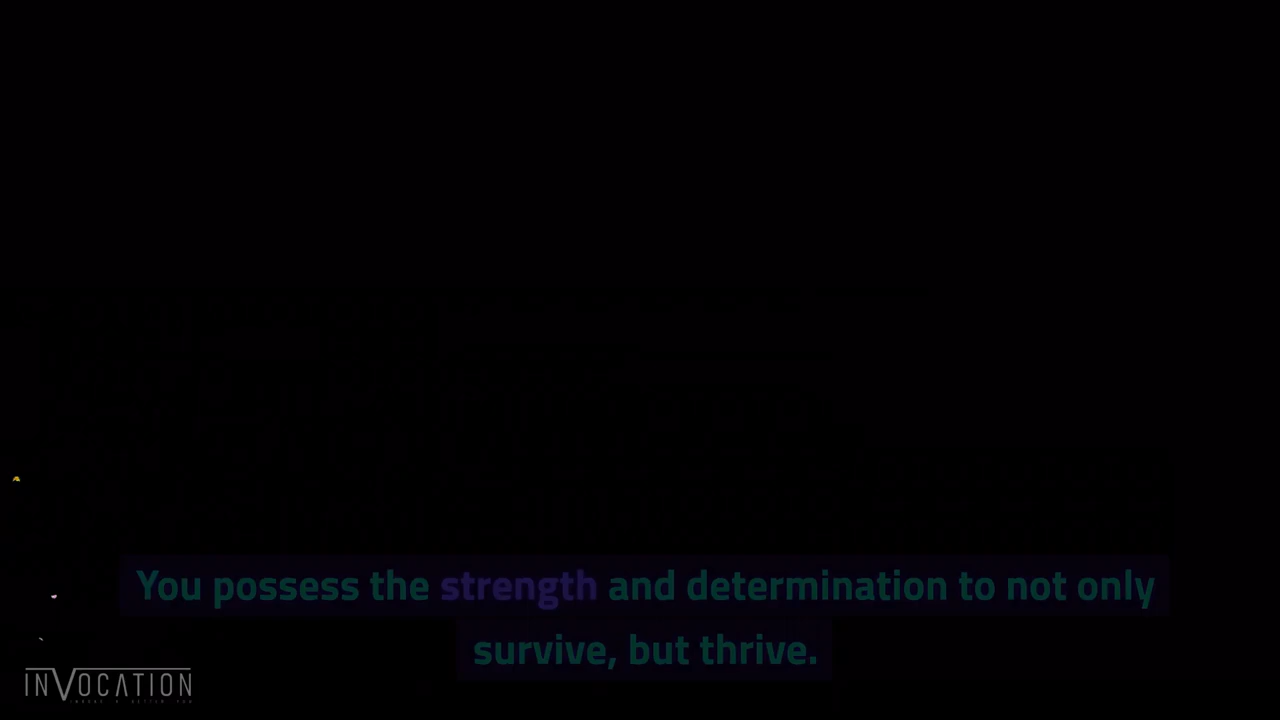 You possess the strength and determination to not only
survive, but thrive.
INVOCATION